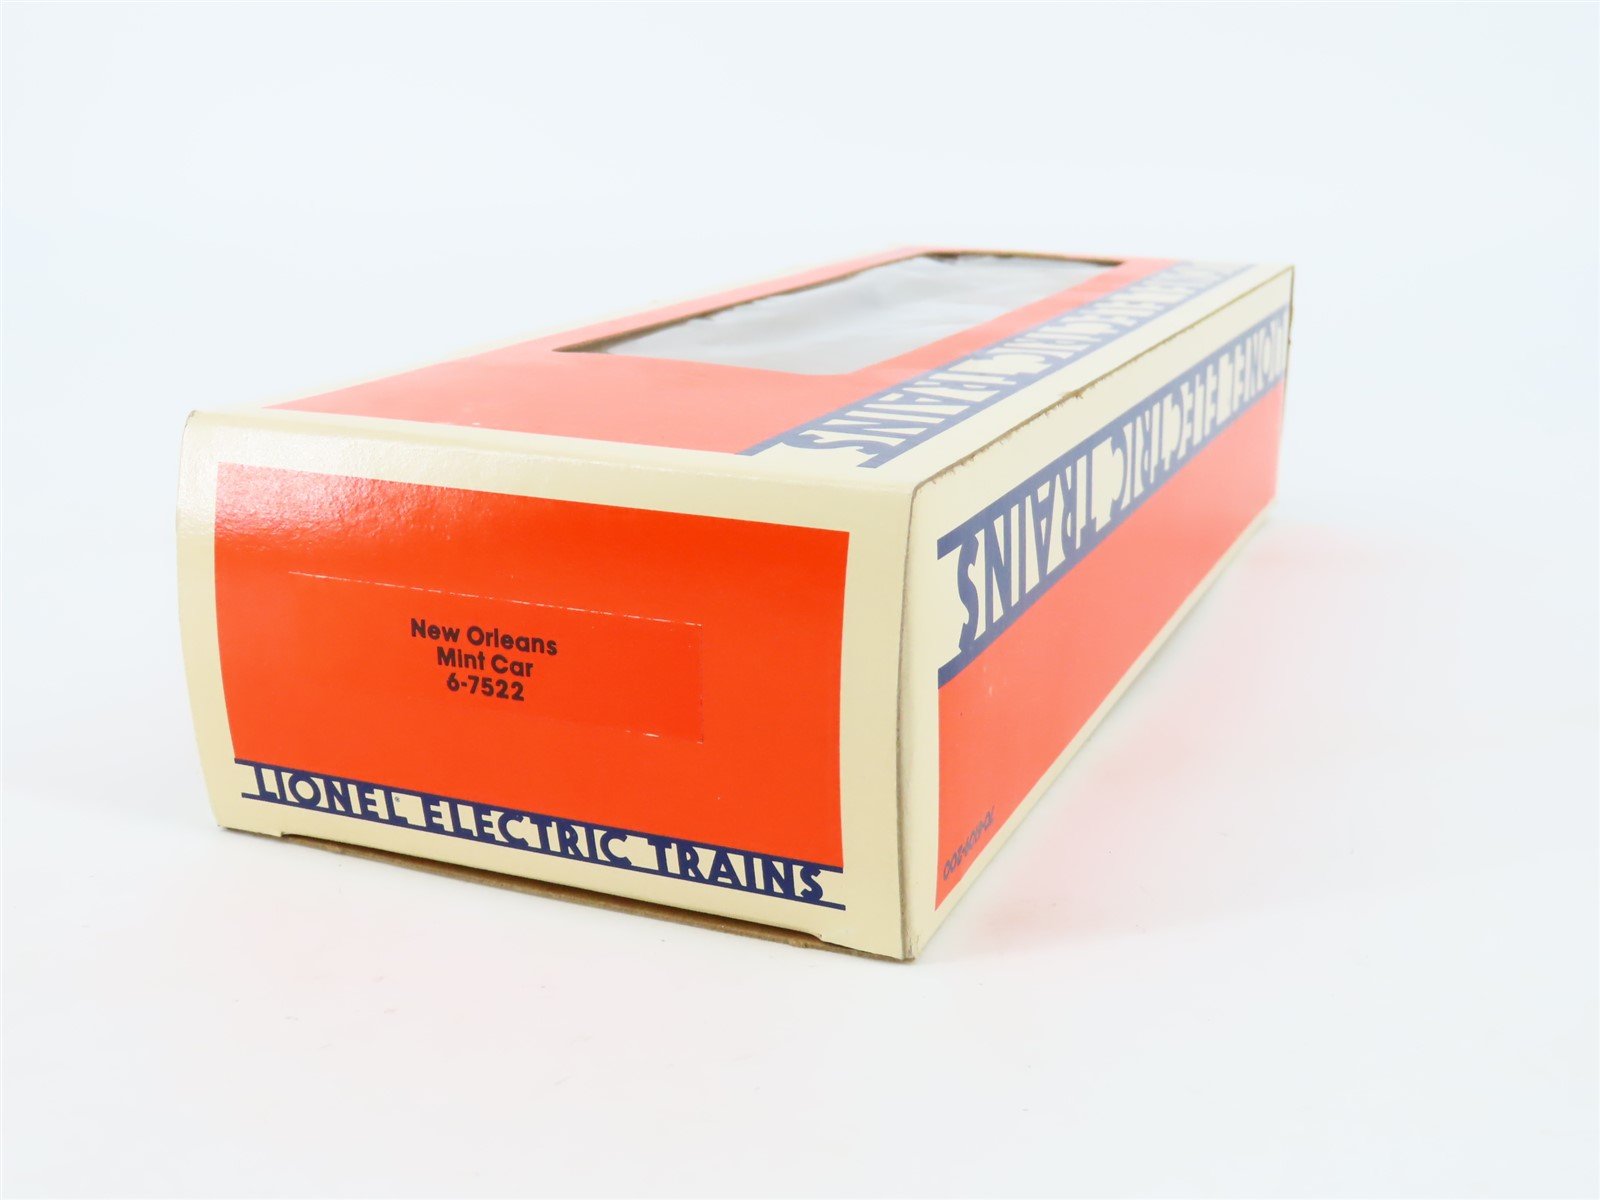 New Orleans
Mint Car
6-7522
LIONEL® ELECTRIC TRAINS
LIONEL ELECTRIC TRAINS
LIONEL ELECTRIC TRAINS